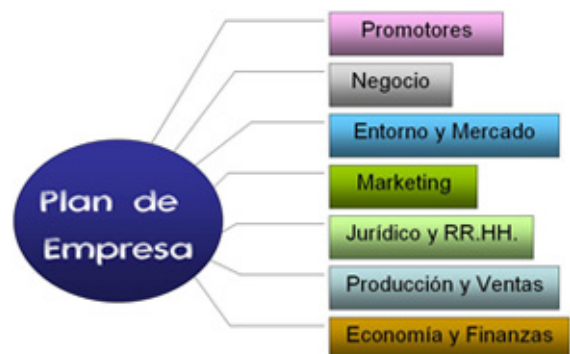 Promotores
Negocio
Entorno y Mercado
Marketing
Plan de
Empresa
Jurídico y RR.HH.
Producción y Ventas
Economía y Finanzas